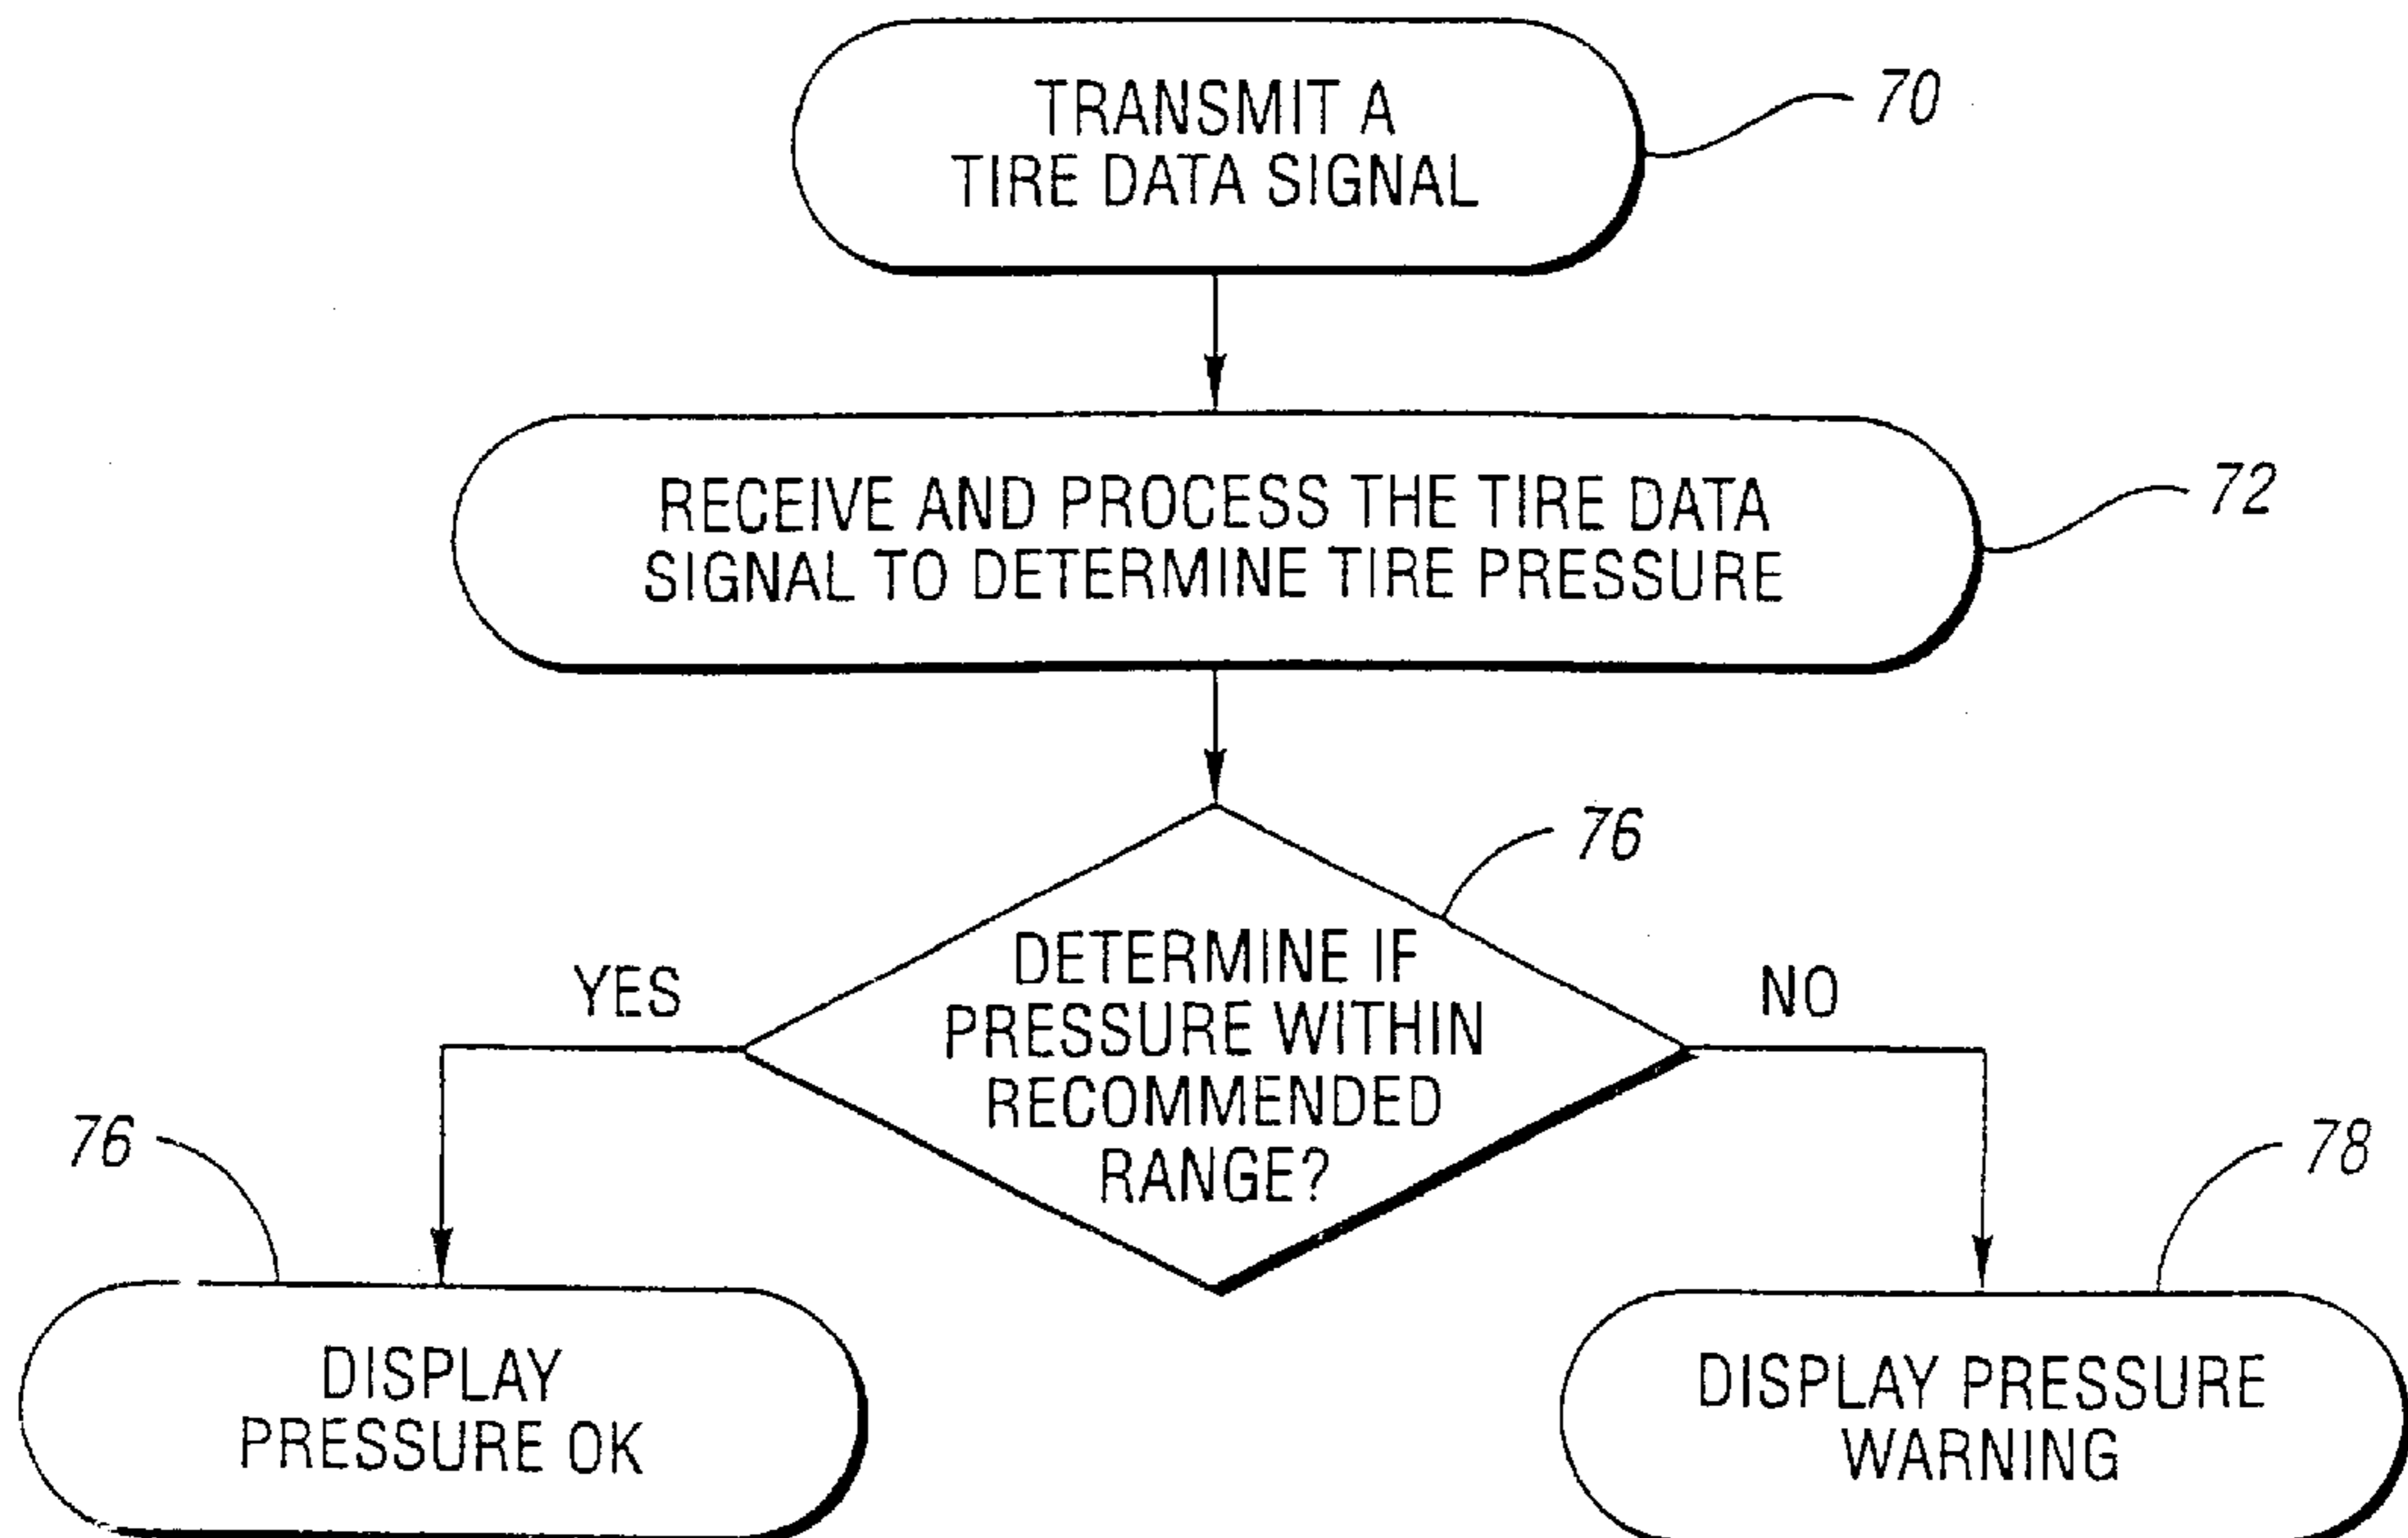 TRANSMIT A
TIRE DATA SIGNAL
70
RECEIVE AND PROCESS THE TIRE DATA
SIGNAL TO DETERMINE TIRE PRESSURE
72
76
DETERMINE IF
PRESSURE WITHIN
RECOMMENDED
RANGE?
YES
NO
76
DISPLAY
PRESSURE OK
78
DISPLAY PRESSURE
WARNING